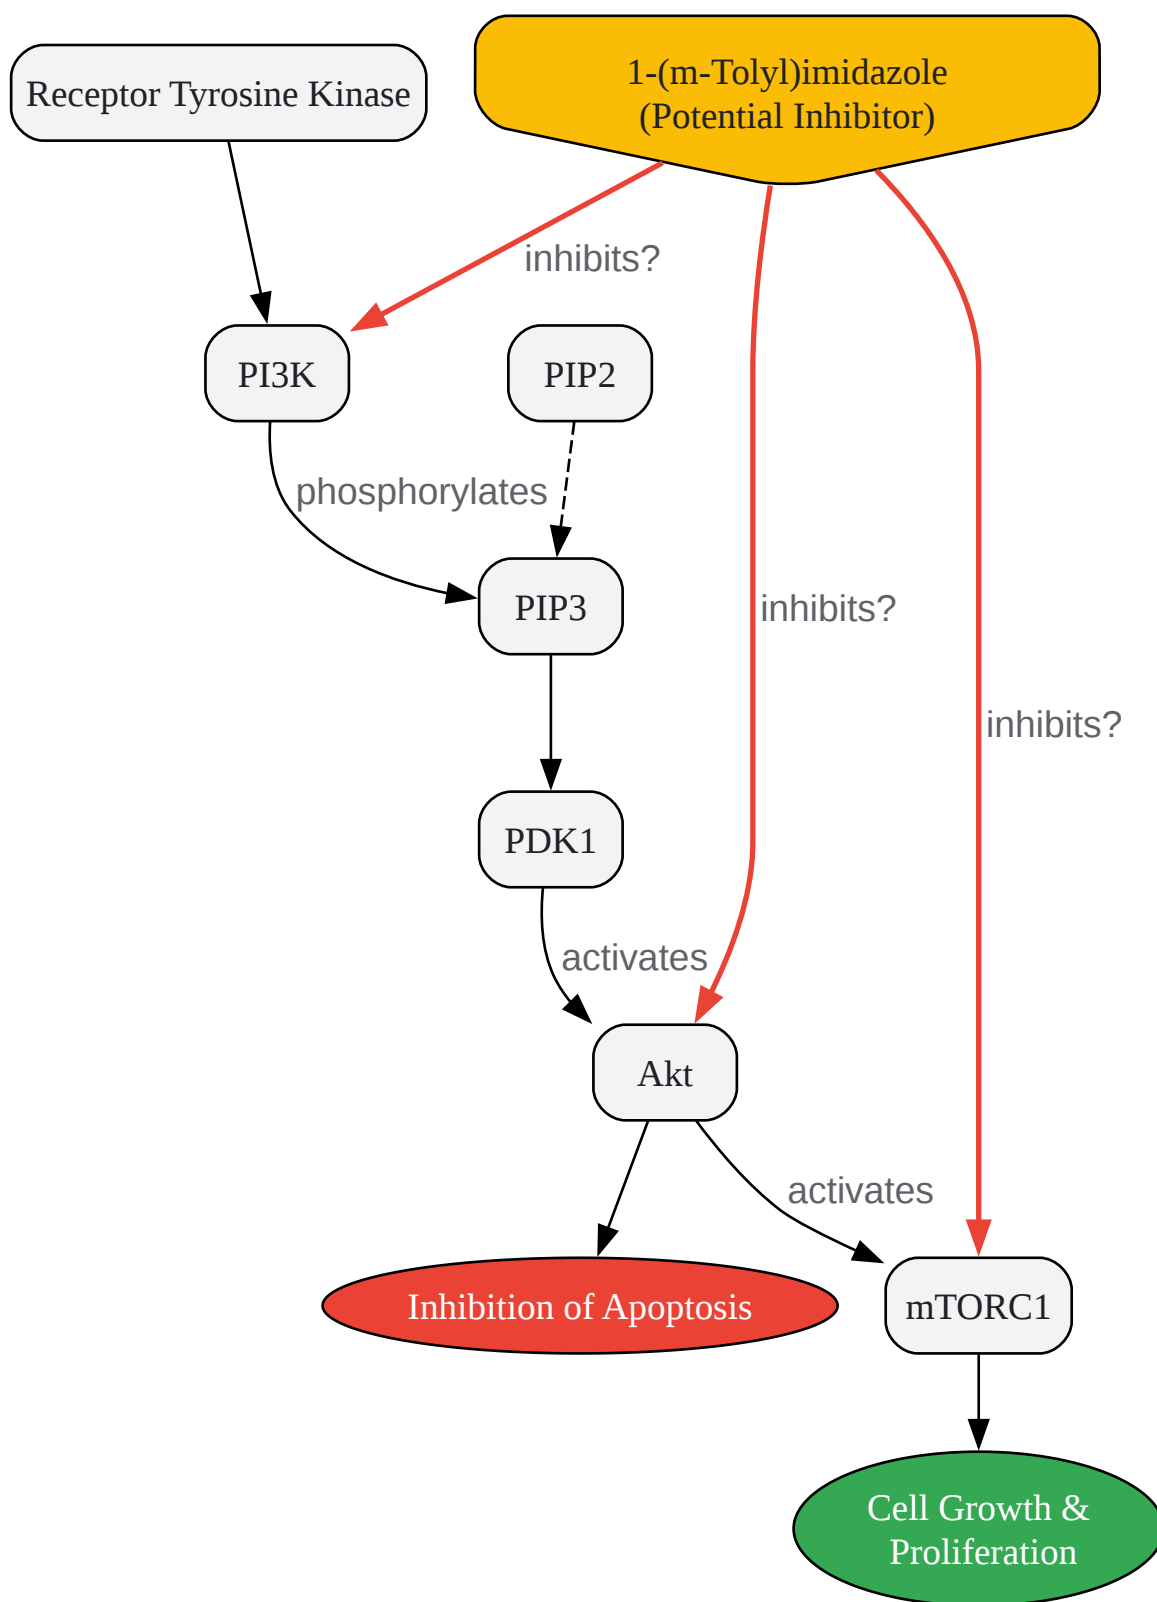 Receptor Tyrosine Kinase
1-(m-Tolyl)imidazole
(Potential Inhibitor)
inhibits?
PI3K
PIP2
phosphorylates
PIP3
inhibits?
inhibits?
PDK1
activates
Akt
activates
Inhibition of Apoptosis
mTORC1
Cell Growth &
Proliferation